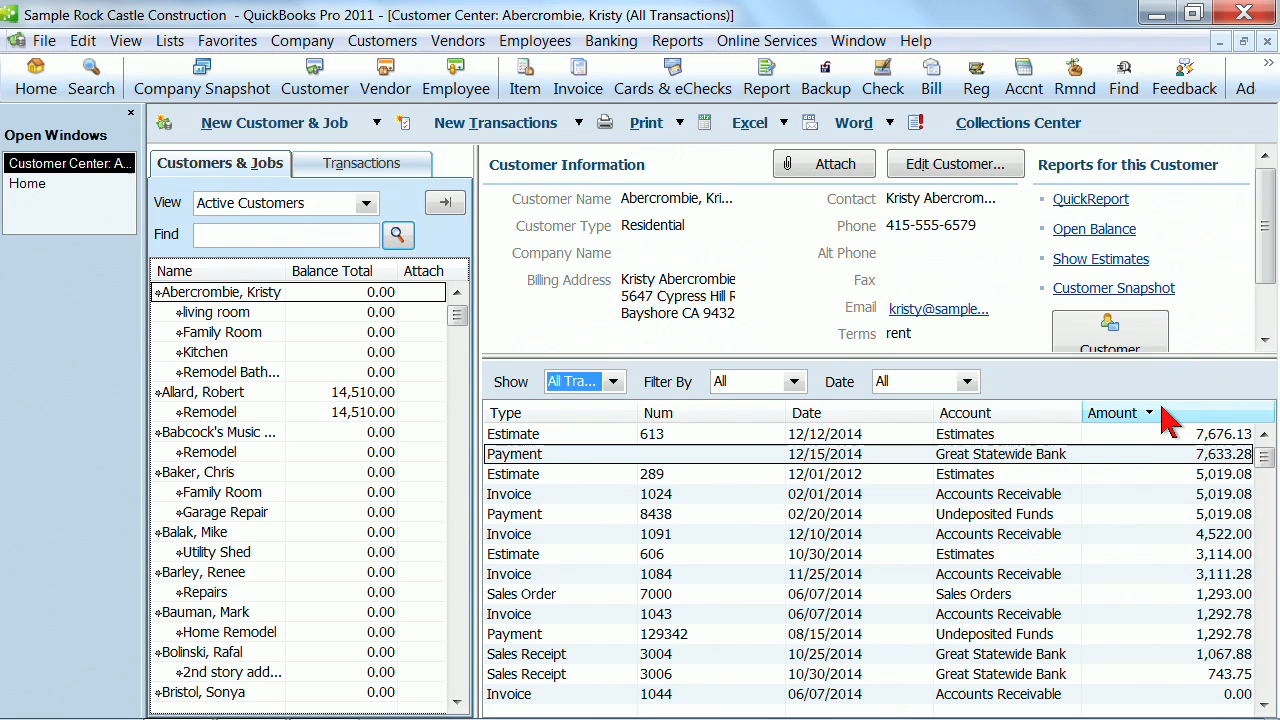 Sample Rock Castle Construction - QuickBooks Pro 2011 - [Customer Center: Abercrombie, Kristy (All Transactions)]
File Edit View Lists Favorites Company Customers Vendors Employees Banking Reports Online Services Window Help
Home Search Company Snapshot Customer Vendor Employee Item Invoice Cards & eChecks Report Backup Check Bill Reg Accnt Rmnd Find Feedback Ad
Open Windows
Customer Center: A...
Home
New Customer & Job New Transactions Print Excel Word Collections Center
Customers & Jobs Transactions
View Active Customers
Find
Name Balance Total Attach
Abercrombie, Kristy 0.00
living room 0.00
Family Room 0.00
Kitchen 0.00
Remodel Bath... 0.00
Allard, Robert 14,510.00
Remodel 14,510.00
Babcock's Music ... 0.00
Remodel 0.00
Baker, Chris 0.00
Family Room 0.00
Garage Repair 0.00
Balak, Mike 0.00
Utility Shed 0.00
Barley, Renee 0.00
Repairs 0.00
Bauman, Mark 0.00
Home Remodel 0.00
Bolinski, Rafal 0.00
2nd story add... 0.00
Bristol, Sonya 0.00
Customer Information Attach Edit Customer...
Customer Name Abercrombie, Kri... Contact Kristy Abercrom...
Customer Type Residential Phone 415-555-6579
Company Name Alt Phone
Billing Address Kristy Abercrombie Fax
5647 Cypress Hill R
Bayshore CA 9432 Email kristy@sample...
Terms rent
Reports for this Customer
QuickReport
Open Balance
Show Estimates
Customer Snapshot
Customer
Show All Tra... Filter By All Date All
Type Num Date Account Amount
Estimate 613 12/12/2014 Estimates 7,676.13
Payment 12/15/2014 Great Statewide Bank 7,633.28
Estimate 289 12/01/2012 Estimates 5,019.08
Invoice 1024 02/01/2014 Accounts Receivable 5,019.08
Payment 8438 02/20/2014 Undeposited Funds 5,019.08
Invoice 1091 12/10/2014 Accounts Receivable 4,522.00
Estimate 606 10/30/2014 Estimates 3,114.00
Invoice 1084 11/25/2014 Accounts Receivable 3,111.28
Sales Order 7000 06/07/2014 Sales Orders 1,293.00
Invoice 1043 06/07/2014 Accounts Receivable 1,292.78
Payment 129342 08/15/2014 Undeposited Funds 1,292.78
Sales Receipt 3004 10/25/2014 Great Statewide Bank 1,067.88
Sales Receipt 3006 10/30/2014 Great Statewide Bank 743.75
Invoice 1044 06/07/2014 Accounts Receivable 0.00